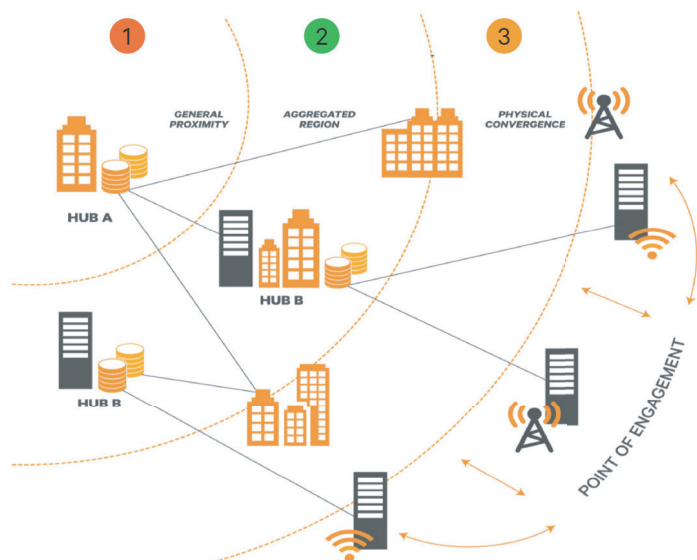 1
2
3
GENERAL
PROXIMITY
AGGREGATED
REGION
PHYSICAL
CONVERGENCE
HUB A
HUB B
HUB B
POINT OF ENGAGEMENT